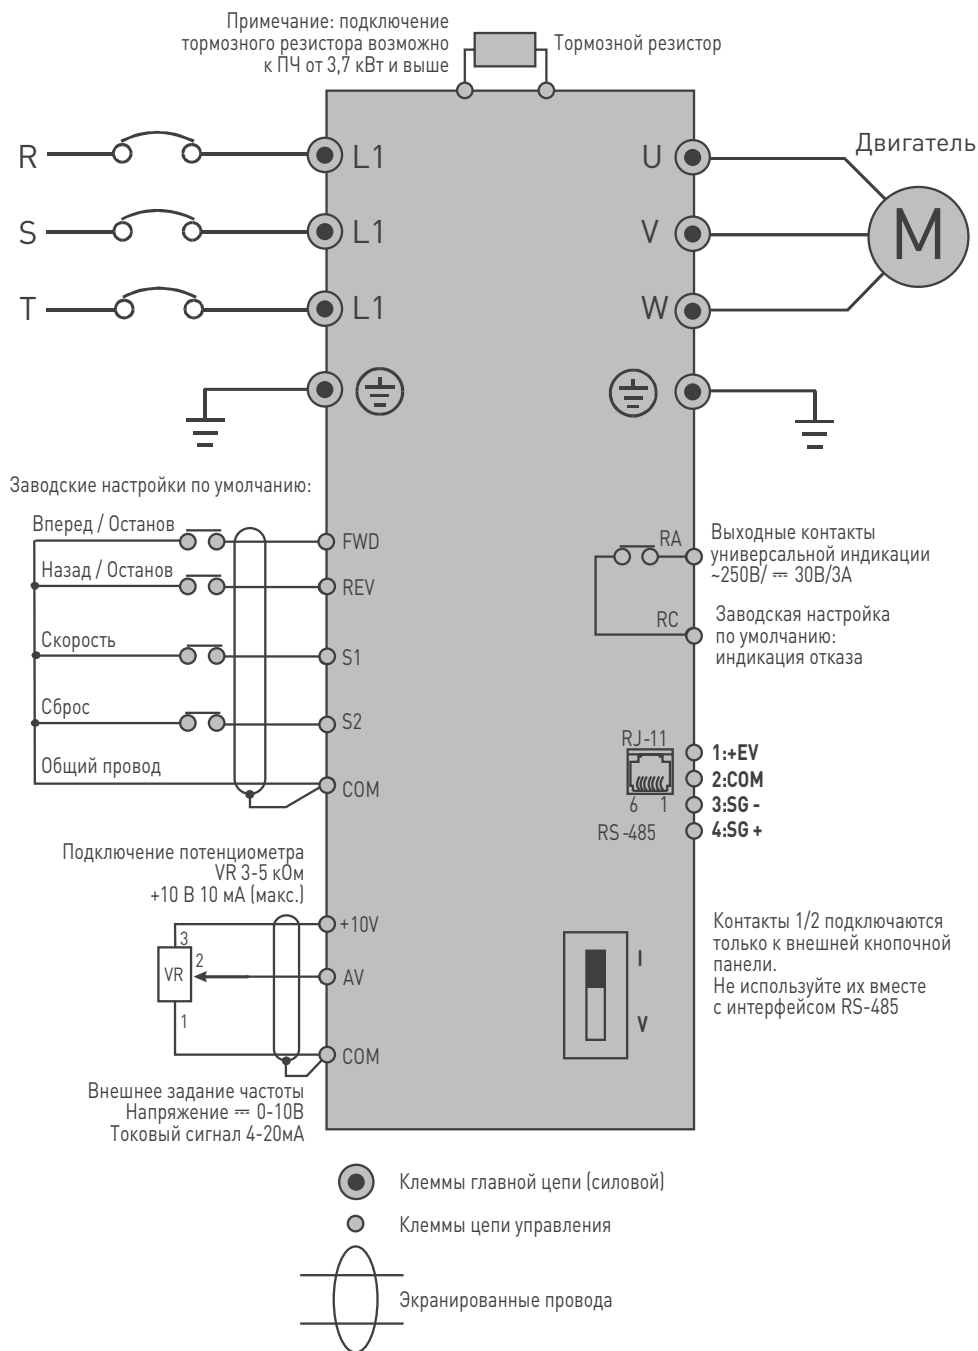 Примечание: подключение
тормозного резистора возможно
к ПЧ от 3,7 кВт и выше
Тормозной резистор
R
L1
U
Двигатель
S
L1
V
M
T
L1
W
Заводские настройки по умолчанию:
Вперед / Останов
FWD
Назад / Останов
REV
Скорость
S1
Сброс
S2
Общий провод
COM
RA
Выходные контакты
универсальной индикации
~250В/ ⎓ 30В/3А
RC
Заводская настройка
по умолчанию:
индикация отказа
RJ-11
6 1
RS-485
1:+EV
2:COM
3:SG -
4:SG +
Подключение потенциометра
VR 3-5 кОм
+10 В 10 мА (макс.)
+10V
3
VR
2
AV
1
COM
Внешнее задание частоты
Напряжение ⎓ 0-10В
Токовый сигнал 4-20мА
I
V
Контакты 1/2 подключаются
только к внешней кнопочной
панели.
Не используйте их вместе
с интерфейсом RS-485
Клеммы главной цепи (силовой)
Клеммы цепи управления
Экранированные провода